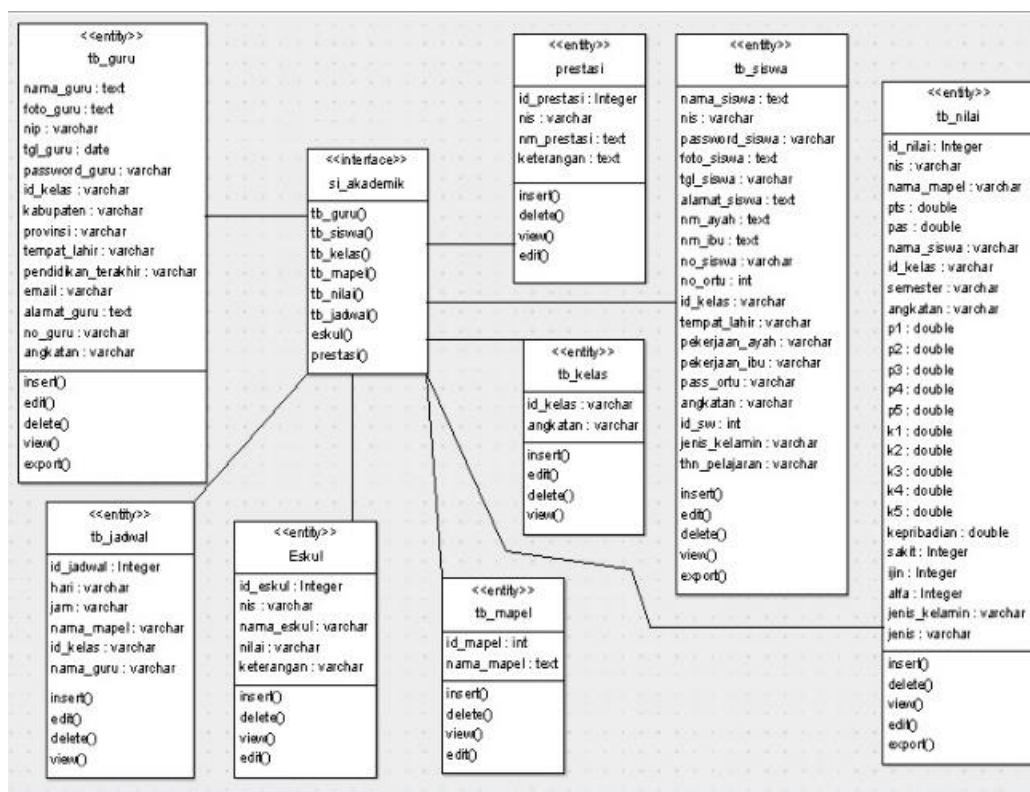 <<entity>>
tb_guru
nama_guru : text
foto_guru : text
nip : varchar
tgl_guru : date
password_guru : varchar
id_kelas : varchar
kabupaten : varchar
provinsi : varchar
tempat_lahir : varchar
pendidikan_terakhir : varchar
email : varchar
alamat_guru : text
no_guru : varchar
angkatan : varchar
insert()
edit()
delete()
view()
export()
<<interface>>
si_akademik
tb_guru()
tb_siswa()
tb_kelas()
tb_mapel()
tb_nilai()
tb_jadwal()
eskul()
prestasi()
<<entity>>
prestasi
id_prestasi : Integer
nis : varchar
nm_prestasi : text
keterangan : text
insert()
delete()
view()
edit()
<<entity>>
tb_siswa
nama_siswa : text
nis : varchar
password_siswa : varchar
foto_siswa : text
tgl_siswa : varchar
alamat_siswa : text
nm_ayah : text
nm_ibu : text
no_siswa : varchar
no_ortu : int
id_kelas : varchar
tempat_lahir : varchar
pekerjaan_ayah : varchar
pekerjaan_ibu : varchar
pass_ortu : varchar
angkatan : varchar
id_sw : int
jenis_kelamin : varchar
thn_pelajaran : varchar
insert()
edit()
delete()
view()
export()
<<entity>>
tb_nilai
id_nilai : Integer
nis : varchar
nama_mapel : varchar
pts : double
pas : double
nama_siswa : varchar
id_kelas : varchar
semester : varchar
angkatan : varchar
p1 : double
p2 : double
p3 : double
p4 : double
p5 : double
k1 : double
k2 : double
k3 : double
k4 : double
k5 : double
kepribadian : double
sakit : Integer
ijin : Integer
alfa : Integer
jenis_kelamin : varchar
jenis : varchar
insert()
delete()
view()
edit()
export()
<<entity>>
tb_kelas
id_kelas : varchar
angkatan : varchar
insert()
edit()
delete()
view()
<<entity>>
tb_jadwal
id_jadwal : Integer
hari : varchar
jam : varchar
nama_mapel : varchar
id_kelas : varchar
nama_guru : varchar
insert()
edit()
delete()
view()
<<entity>>
Eskul
id_eskul : Integer
nis : varchar
nama_eskul : varchar
nilai : varchar
keterangan : varchar
insert()
delete()
view()
edit()
<<entity>>
tb_mapel
id_mapel : int
nama_mapel : text
insert()
delete()
view()
edit()